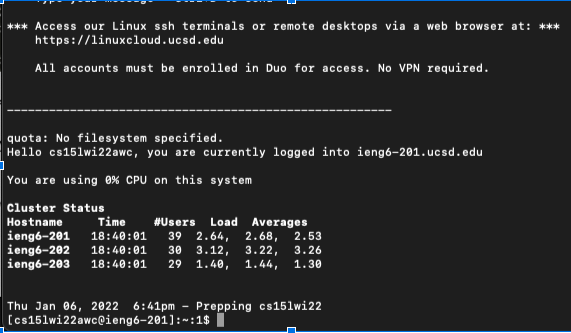 *** Access our Linux ssh terminals or remote desktops via a web browser at: ***
https://linuxcloud.ucsd.edu
All accounts must be enrolled in Duo for access. No VPN required.
-------------------------------------------------------
quota: No filesystem specified.
Hello cs15lwi22awc, you are currently logged into ieng6-201.ucsd.edu
You are using 0% CPU on this system
Cluster Status
Hostname Time #Users Load Averages
ieng6-201 18:40:01 39 2.64, 2.68, 2.53
ieng6-202 18:40:01 30 3.12, 3.22, 3.26
ieng6-203 18:40:01 29 1.40, 1.44, 1.30
Thu Jan 06, 2022 6:41pm - Prepping cs15lwi22
[cs15lwi22awc@ieng6-201]:~:1$